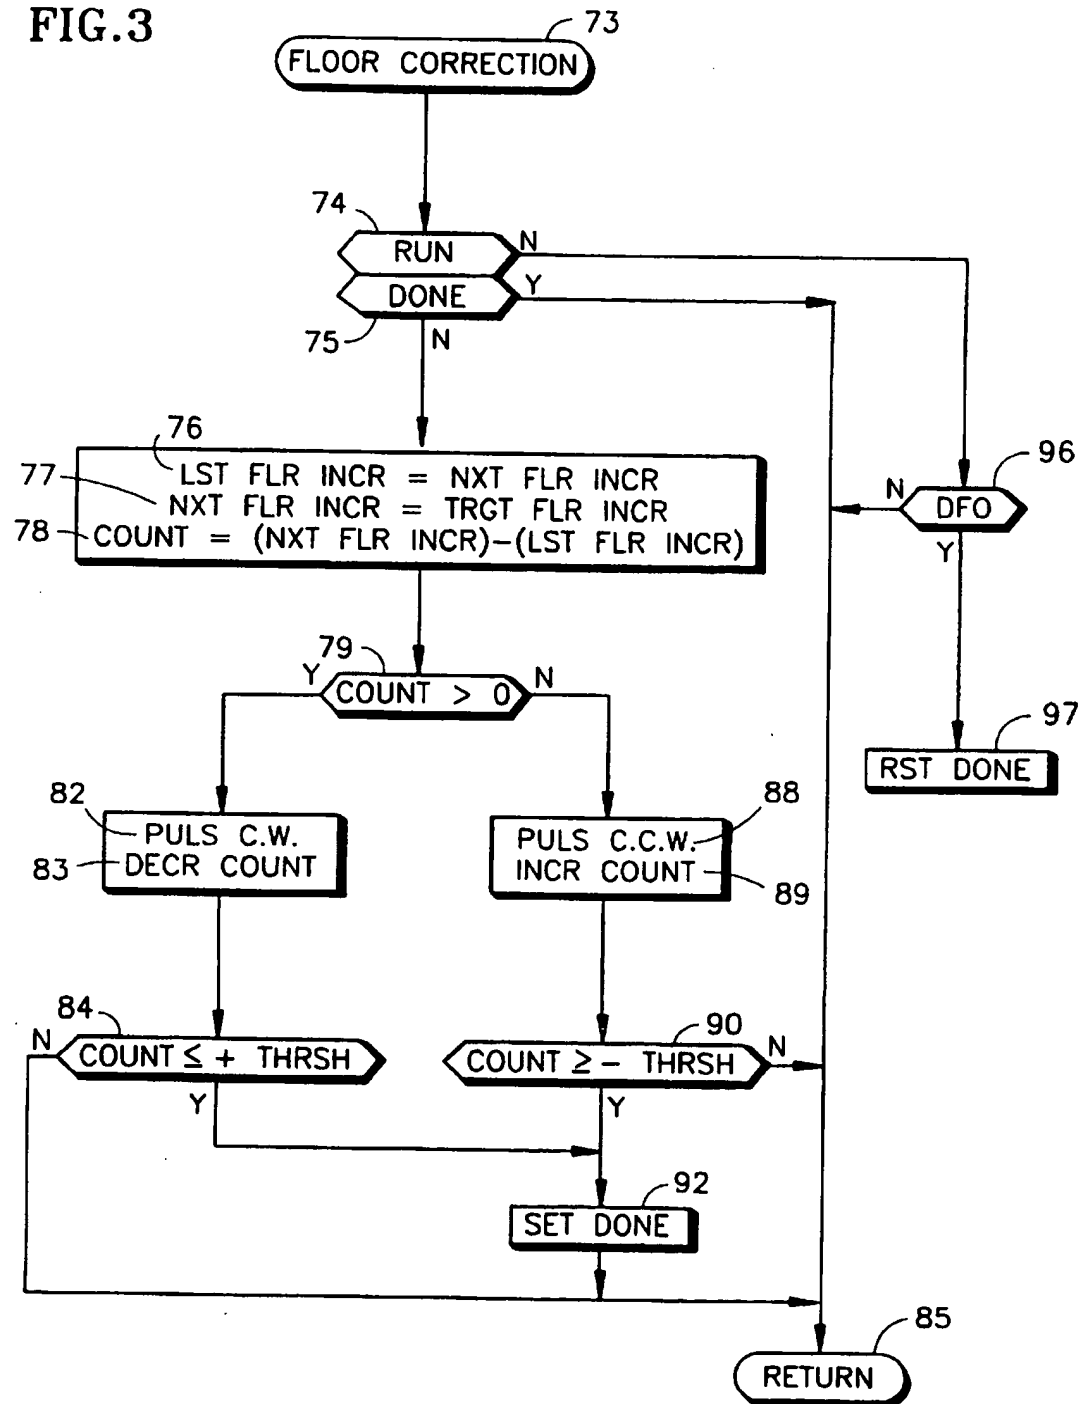 FIG.3
73
FLOOR CORRECTION
74
RUN
N
DONE
Y
75
N
76
LST FLR INCR = NXT FLR INCR
77
NXT FLR INCR = TRGT FLR INCR
78
COUNT = (NXT FLR INCR)-(LST FLR INCR)
96
N
DFO
Y
79
Y
COUNT > 0
N
97
RST DONE
82
PULS C.W.
83
DECR COUNT
88
PULS C.C.W.
INCR COUNT
89
84
N
COUNT ≤ + THRSH
Y
90
COUNT ≥ - THRSH
N
Y
92
SET DONE
85
RETURN